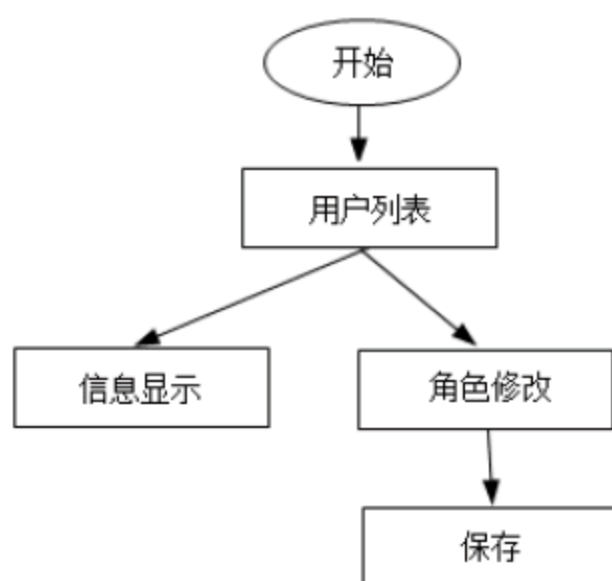 开始
用户列表
信息显示
角色修改
保存